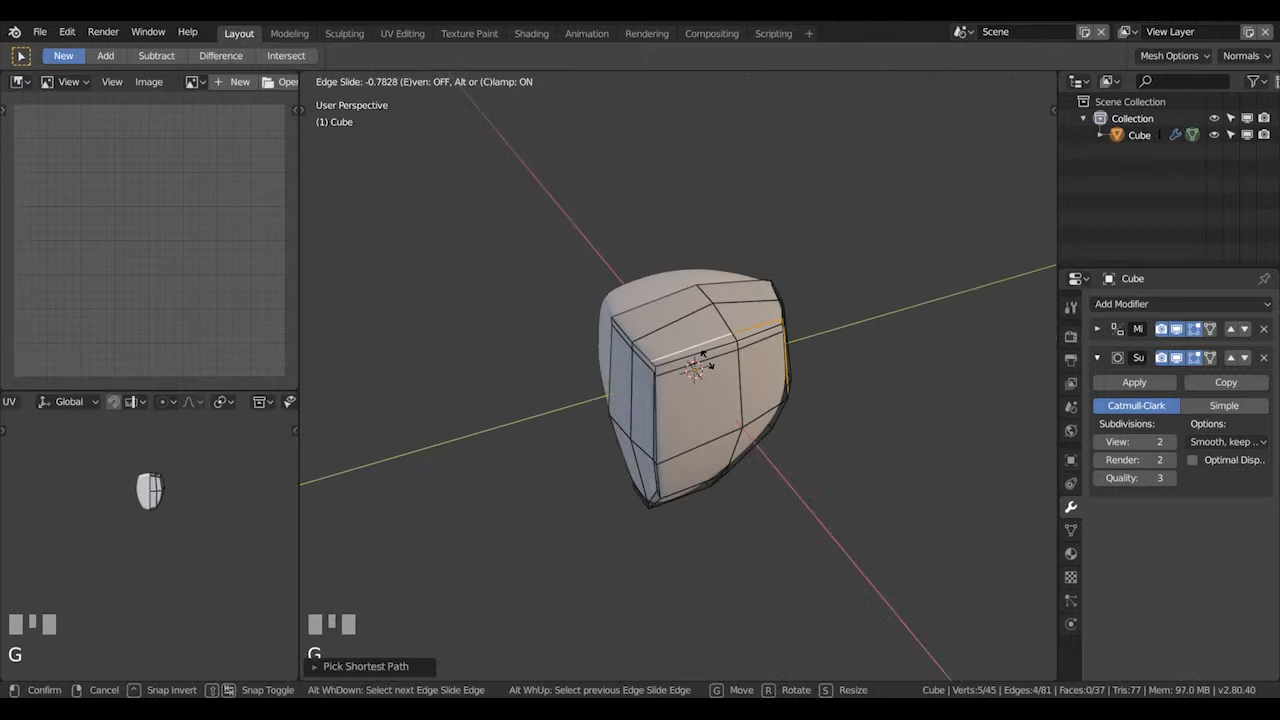 File Edit Render Window Help Layout Modeling Sculpting UV Editing Texture Paint Shading Animation Rendering Compositing Scripting + Scene View Layer
New Add Subtract Difference Intersect Mesh Options Normals
View View Image New Open
Edge Slide: -0.7828 (E)ven: OFF, Alt or (C)lamp: ON
User Perspective
(1) Cube
Scene Collection
Collection
Cube
Cube
Add Modifier
Mi
Su
Apply Copy
Catmull-Clark Simple
Subdivisions: Options:
View: 2 Smooth, keep ..
Render: 2 Optimal Disp..
Quality: 3
UV Global
G
G
Pick Shortest Path
Confirm Cancel Snap Invert Snap Toggle Alt WhDown: Select next Edge Slide Edge Alt WhUp: Select previous Edge Slide Edge G Move R Rotate S Resize Cube | Verts:5/45 | Edges:4/81 | Faces:0/37 | Tris:77 | Mem: 97.0 MB | v2.80.40